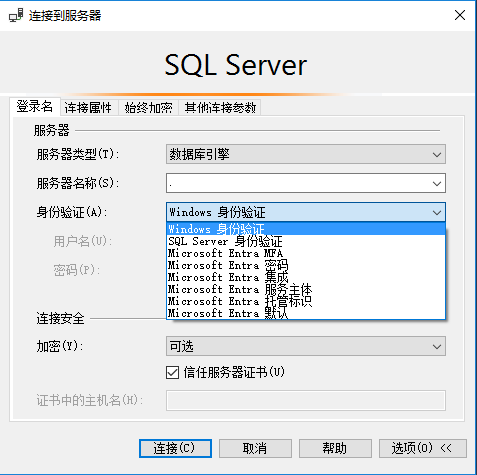 连接到服务器
SQL Server
登录名 连接属性 始终加密 其他连接参数
服务器
服务器类型(T): 数据库引擎
服务器名称(S): .
身份验证(A): Windows 身份验证
Windows 身份验证
SQL Server 身份验证
用户名(U):
Microsoft Entra MFA
Microsoft Entra 密码
密码(P):
Microsoft Entra 集成
Microsoft Entra 服务主体
Microsoft Entra 托管标识
Microsoft Entra 默认
连接安全
加密(Y): 可选
信任服务器证书(U)
证书中的主机名(H):
连接(C) 取消 帮助 选项(O) <<